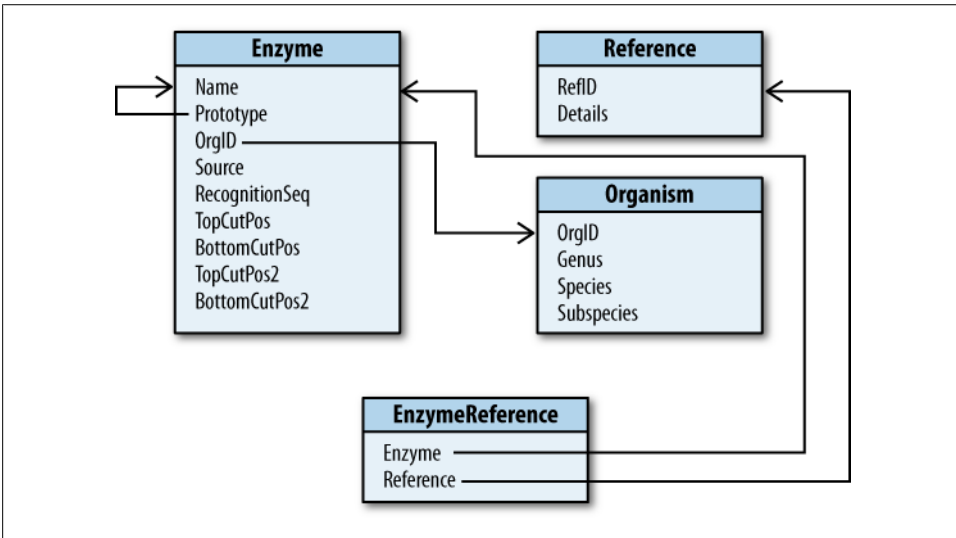 Enzyme
Name
Prototype
OrgID
Source
RecognitionSeq
TopCutPos
BottomCutPos
TopCutPos2
BottomCutPos2
Reference
RefID
Details
Organism
OrgID
Genus
Species
Subspecies
EnzymeReference
Enzyme
Reference